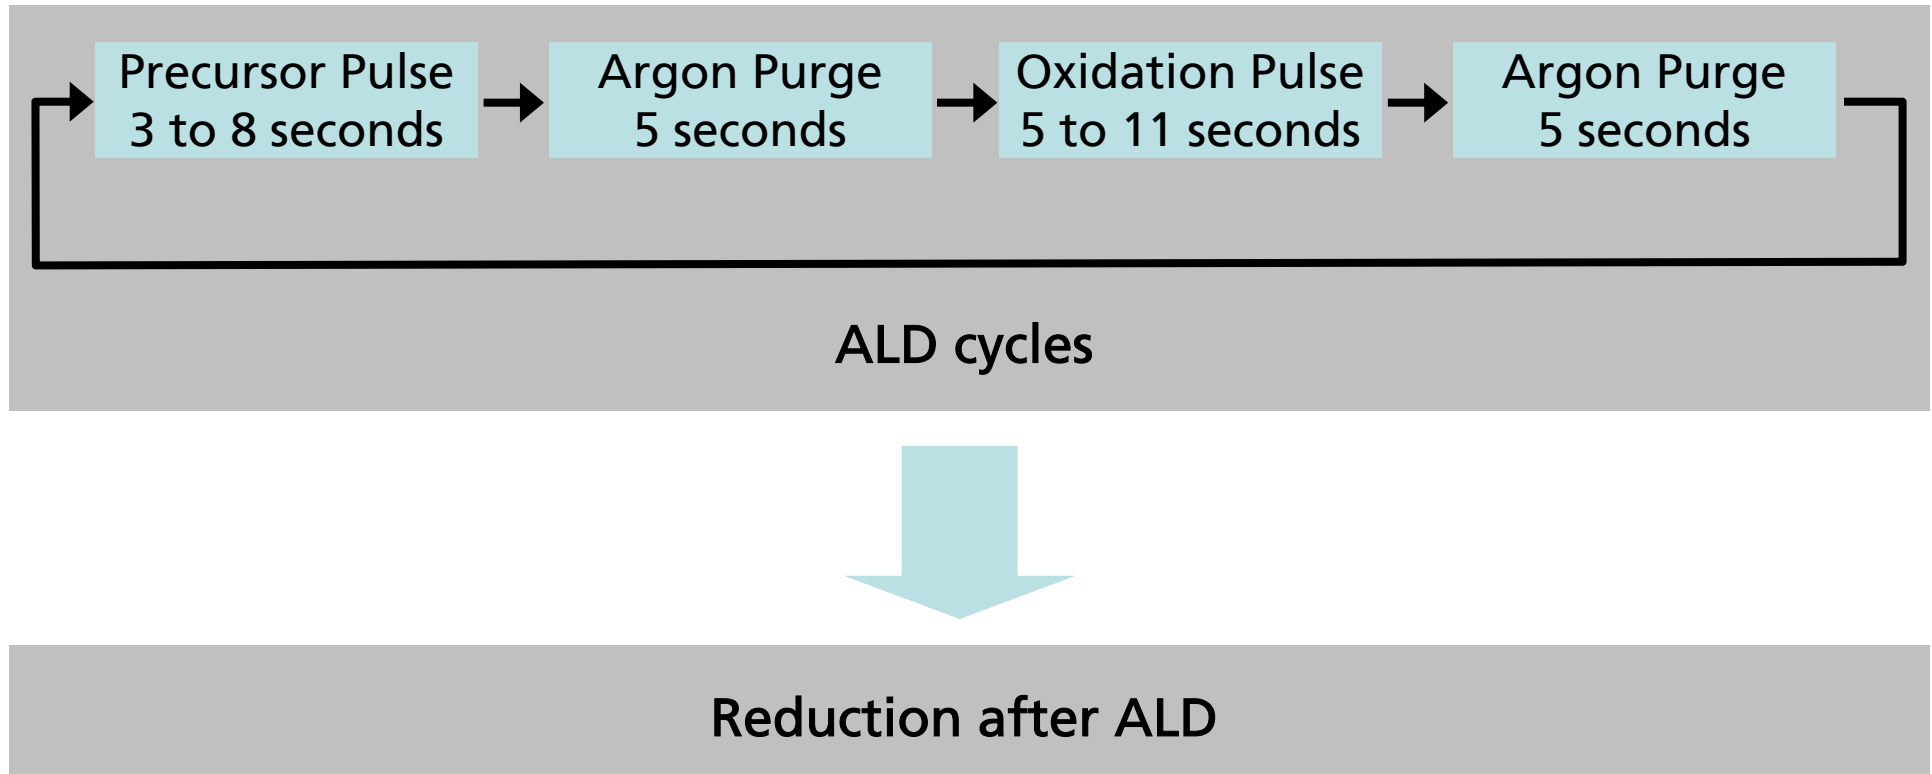 Precursor Pulse
3 to 8 seconds
Argon Purge
5 seconds
Oxidation Pulse
5 to 11 seconds
Argon Purge
5 seconds
ALD cycles
Reduction after ALD